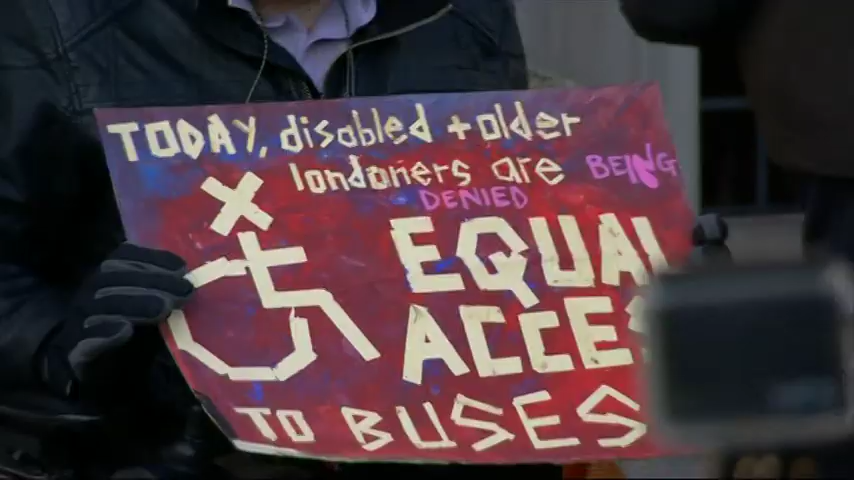 TODAY, disabled + older
londoners are BEING
DENIED
EQUAL
ACCESS
TO BUSES